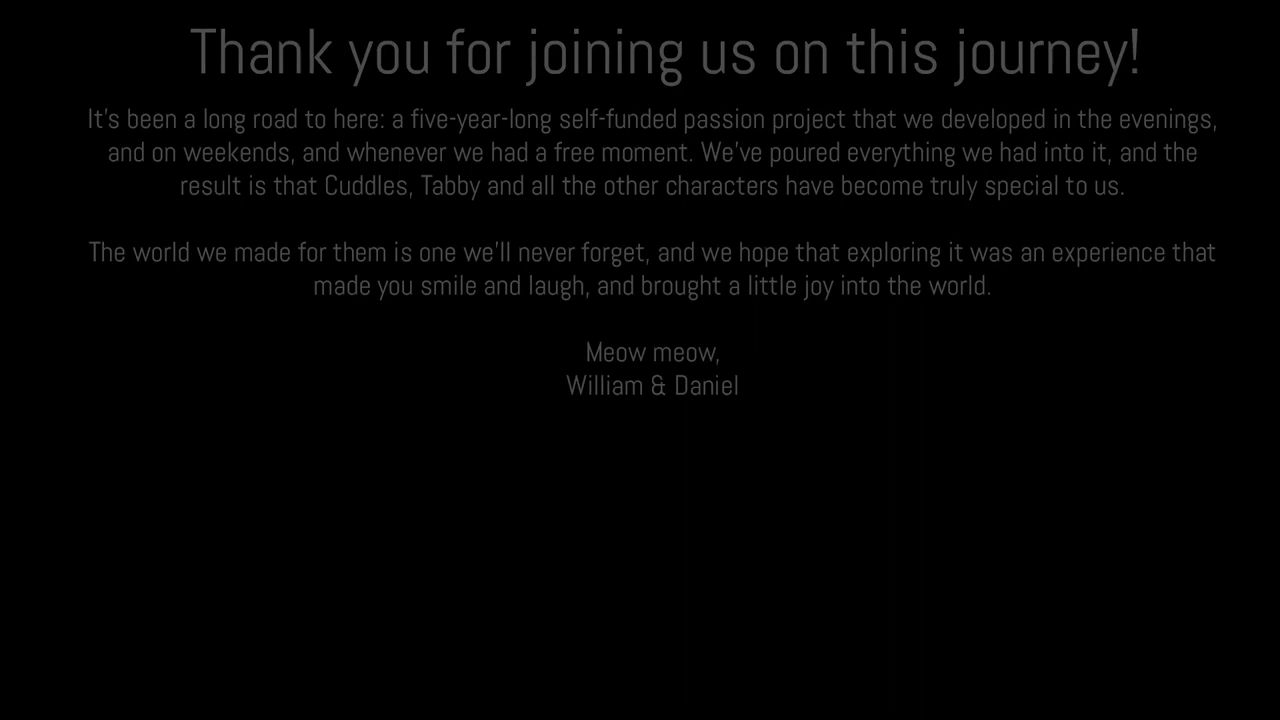 Thank you for joining us on this journey!
It's been a long road to here: a five-year-long self-funded passion project that we developed in the evenings,
and on weekends, and whenever we had a free moment. We've poured everything we had into it, and the
result is that Cuddles, Tabby and all the other characters have become truly special to us.
The world we made for them is one we'll never forget, and we hope that exploring it was an experience that
made you smile and laugh, and brought a little joy into the world.
Meow meow,
William & Daniel